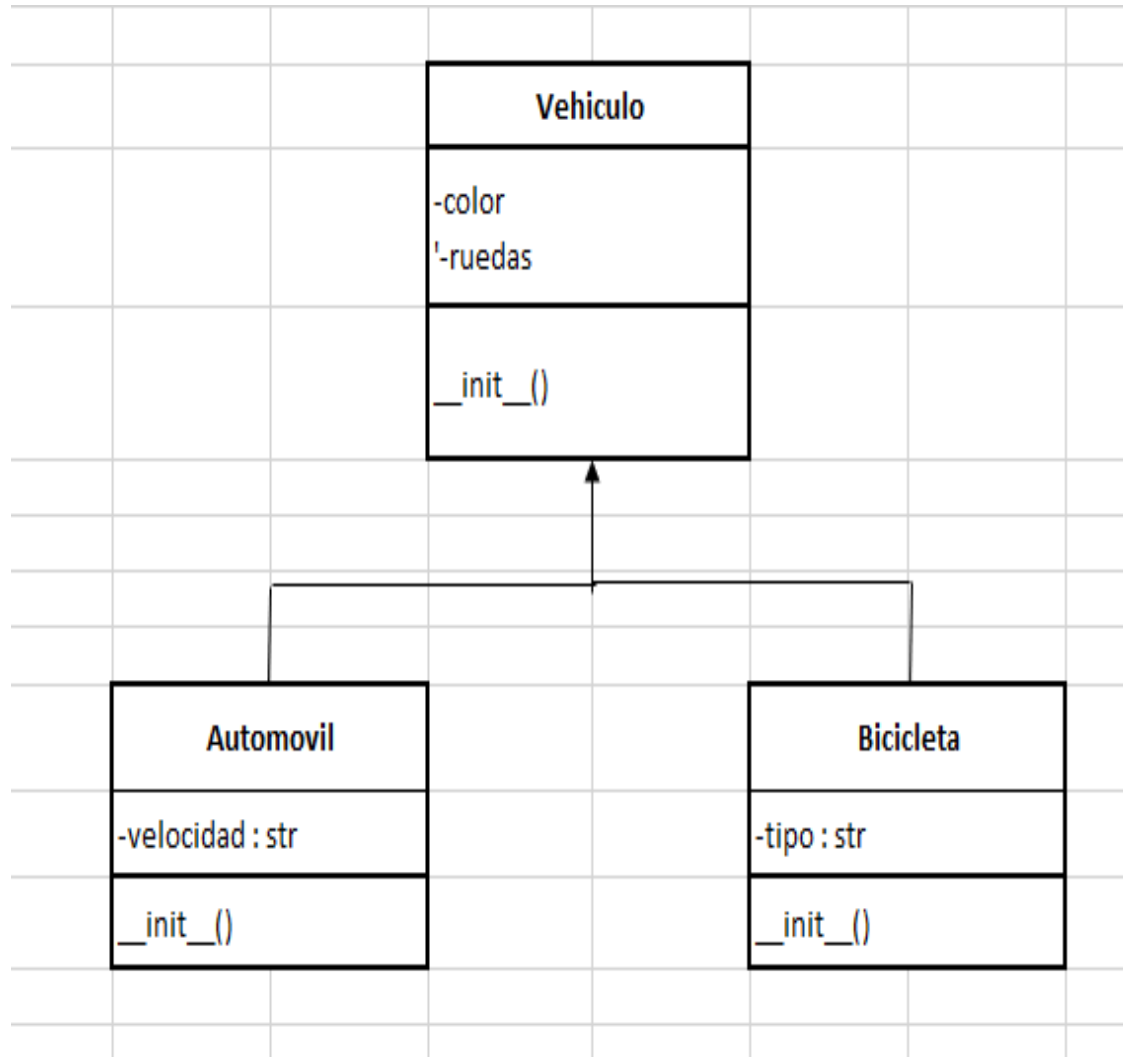 Vehiculo
-color
'-ruedas
__init__()
Automovil
-velocidad : str
__init__()
Bicicleta
-tipo : str
__init__()